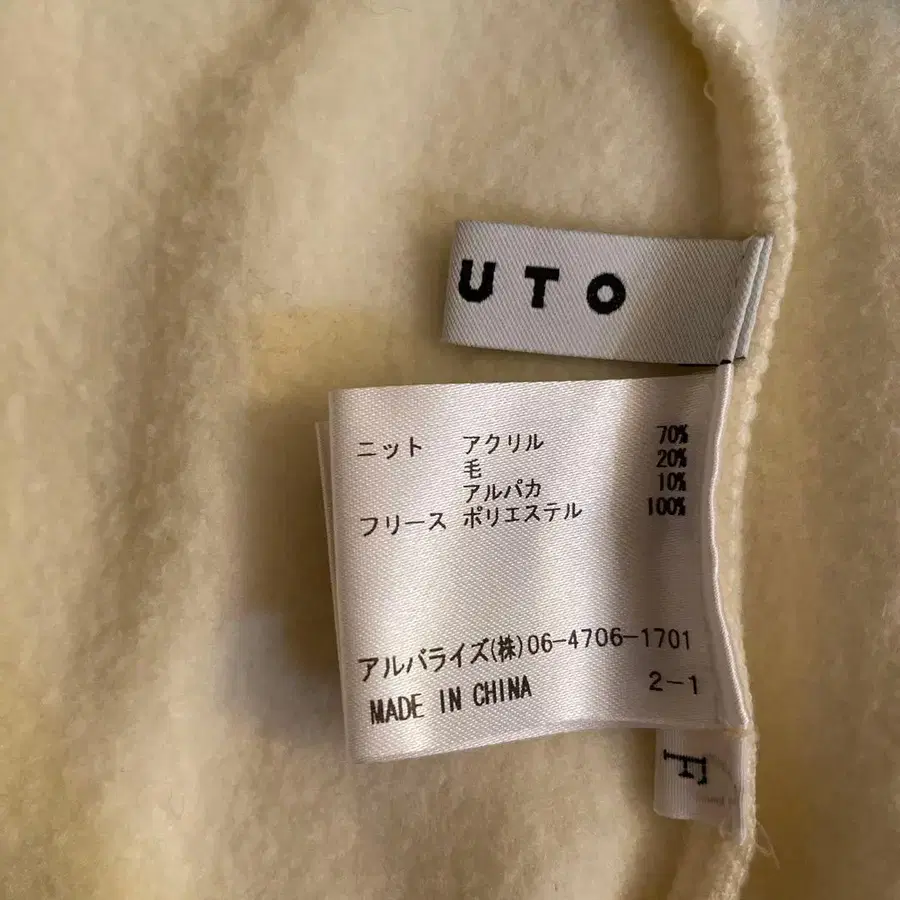 UTO
ニット アクリル 70%
毛 20%
アルパカ 10%
フリース ポリエステル 100%
アルバライズ(株)06-4706-1701
MADE IN CHINA 2-1
F